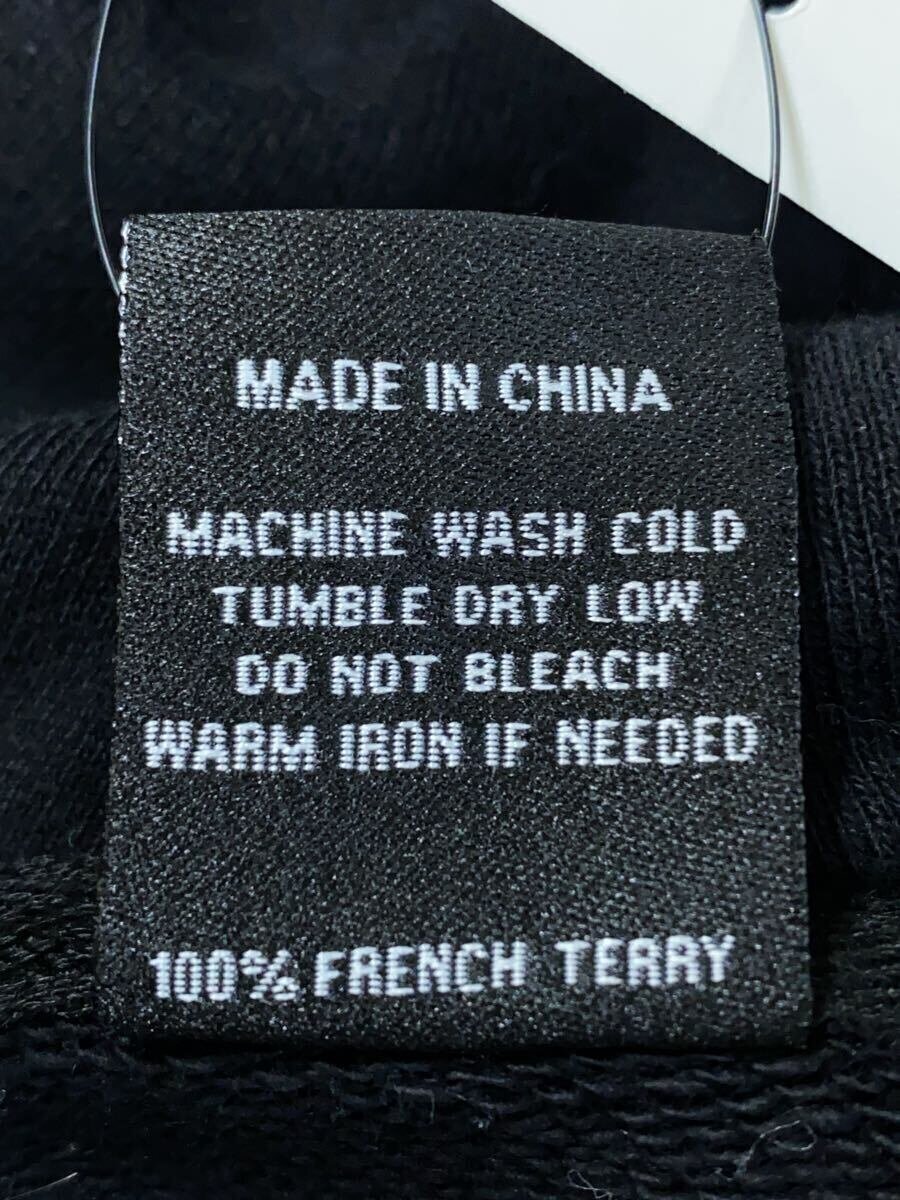 MADE IN CHINA
MACHINE WASH COLD
TUMBLE DRY LOW
DO NOT BLEACH
WARM IRON IF NEEDED
100% FRENCH TERRY